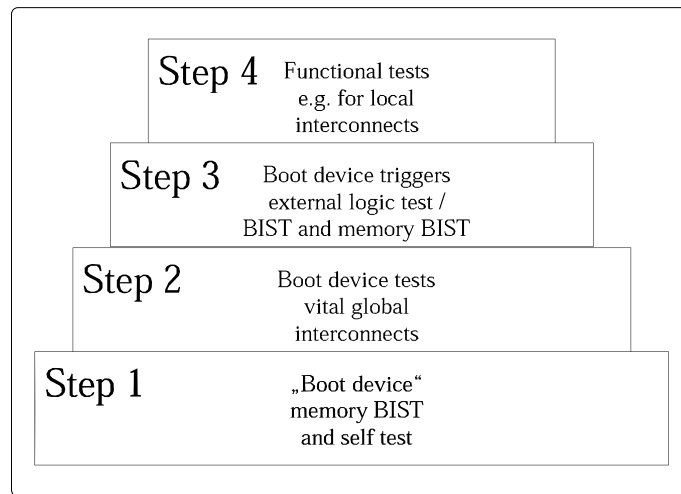 Step 4
Functional tests
e.g. for local
interconnects
Step 3
Boot device triggers
external logic test /
BIST and memory BIST
Step 2
Boot device tests
vital global
interconnects
Step 1
„Boot device“
memory BIST
and self test